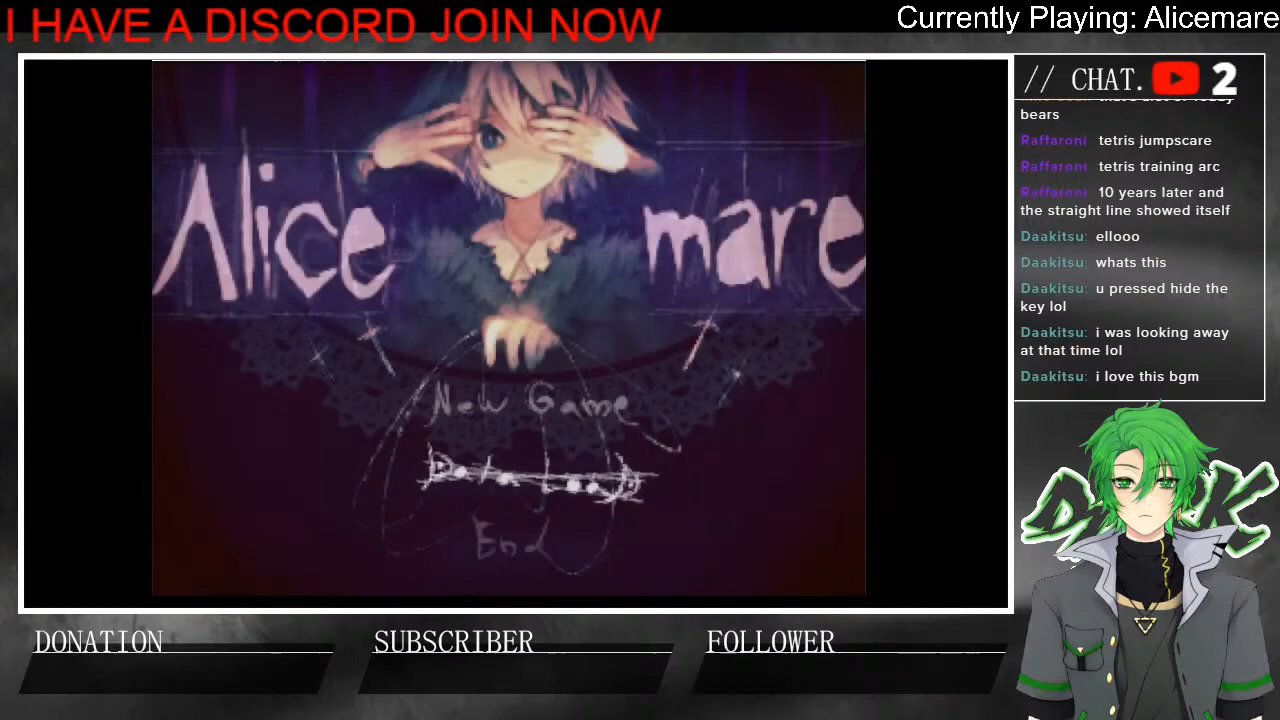 I HAVE A DISCORD JOIN NOW
Currently Playing: Alicemare
// CHAT. 2
bears
Raffaroni tetris jumpscare
Raffaroni tetris training arc
Raffaroni 10 years later and
the straight line showed itself
Daakitsu: ellooo
Daakitsu: whats this
Daakitsu: u pressed hide the
key lol
Daakitsu: i was looking away
at that time lol
Daakitsu: i love this bgm
Alice mare
New Game
End
DONATION
SUBSCRIBER
FOLLOWER